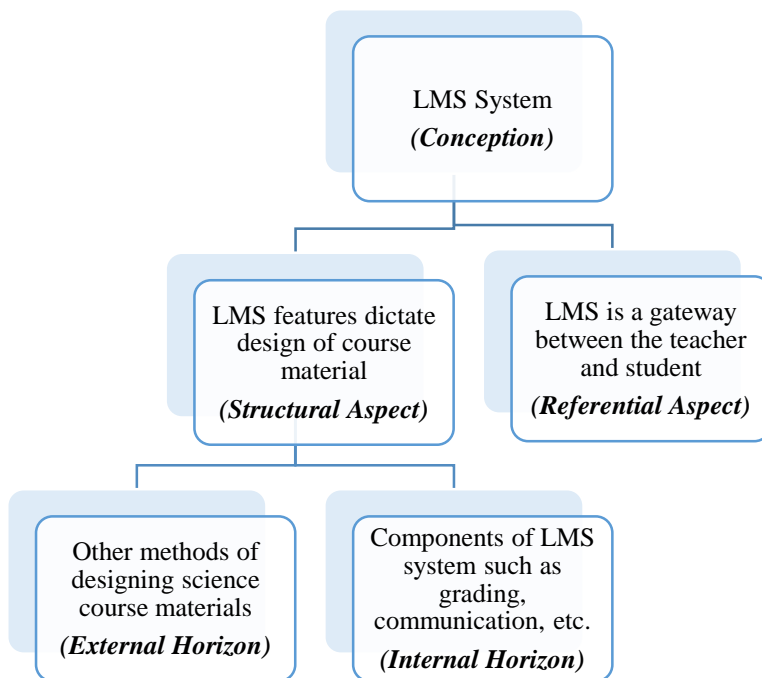 LMS System
(Conception)
LMS features dictate
design of course
material
(Structural Aspect)
LMS is a gateway
between the teacher
and student
(Referential Aspect)
Other methods of
designing science
course materials
(External Horizon)
Components of LMS
system such as
grading,
communication, etc.
(Internal Horizon)